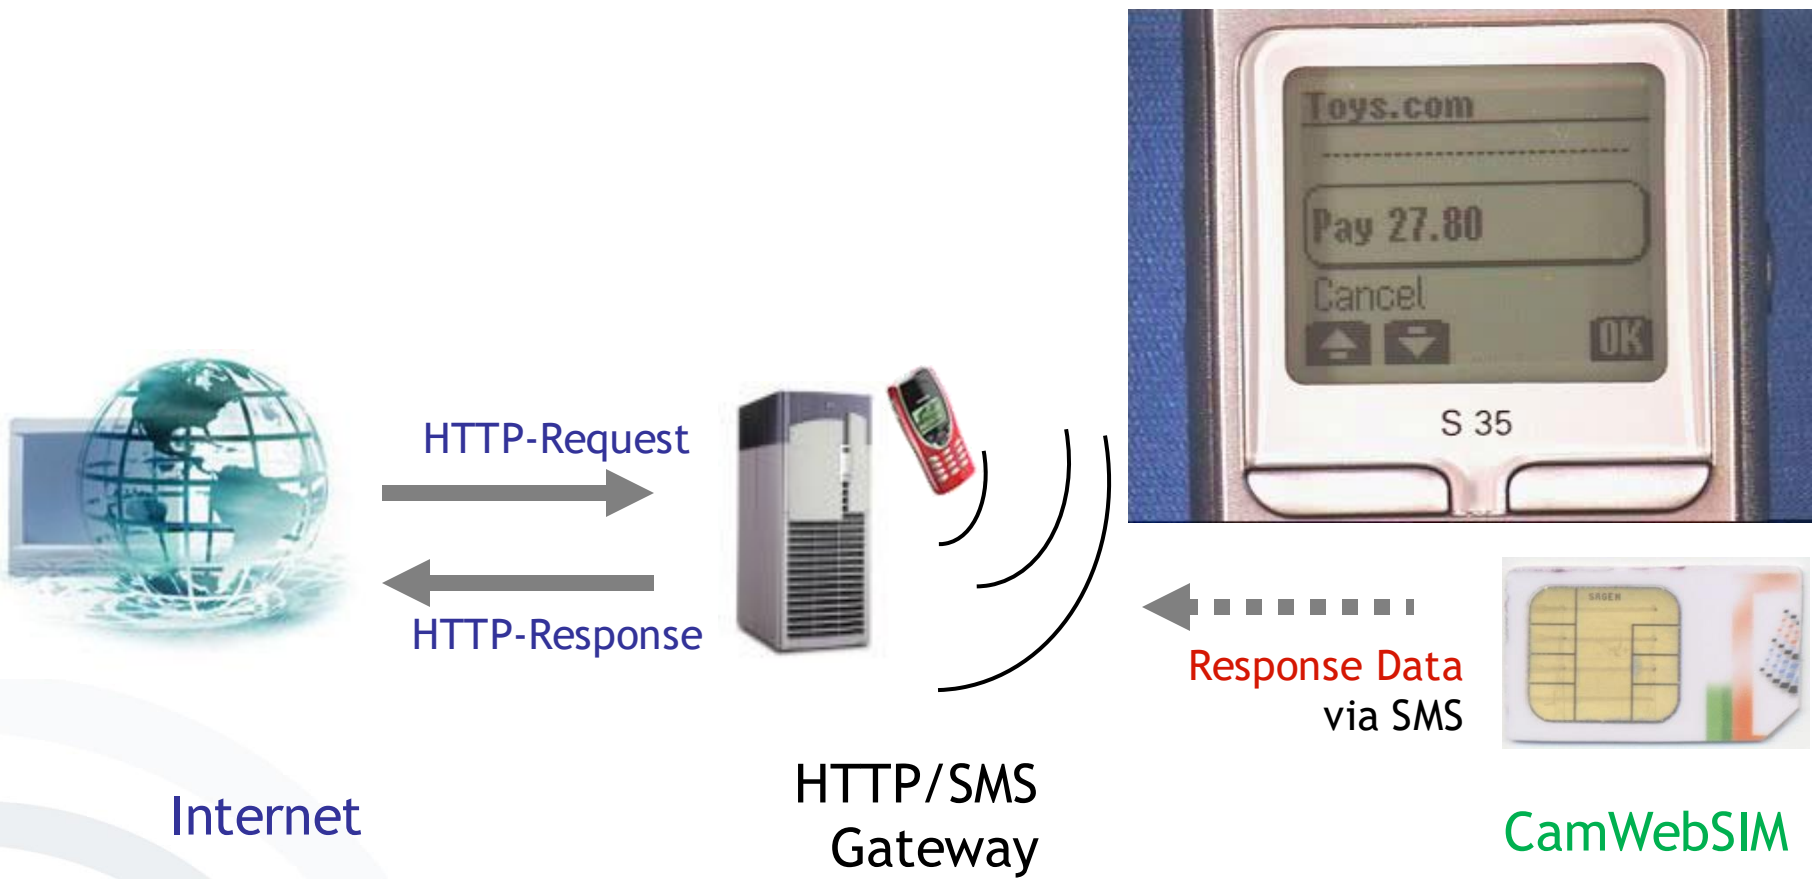 Toys.com
Pay 27.80
Cancel
OK
S 35
HTTP-Request
HTTP-Response
SAGEM
Response Data
via SMS
Internet
HTTP/SMS
Gateway
CamWebSIM